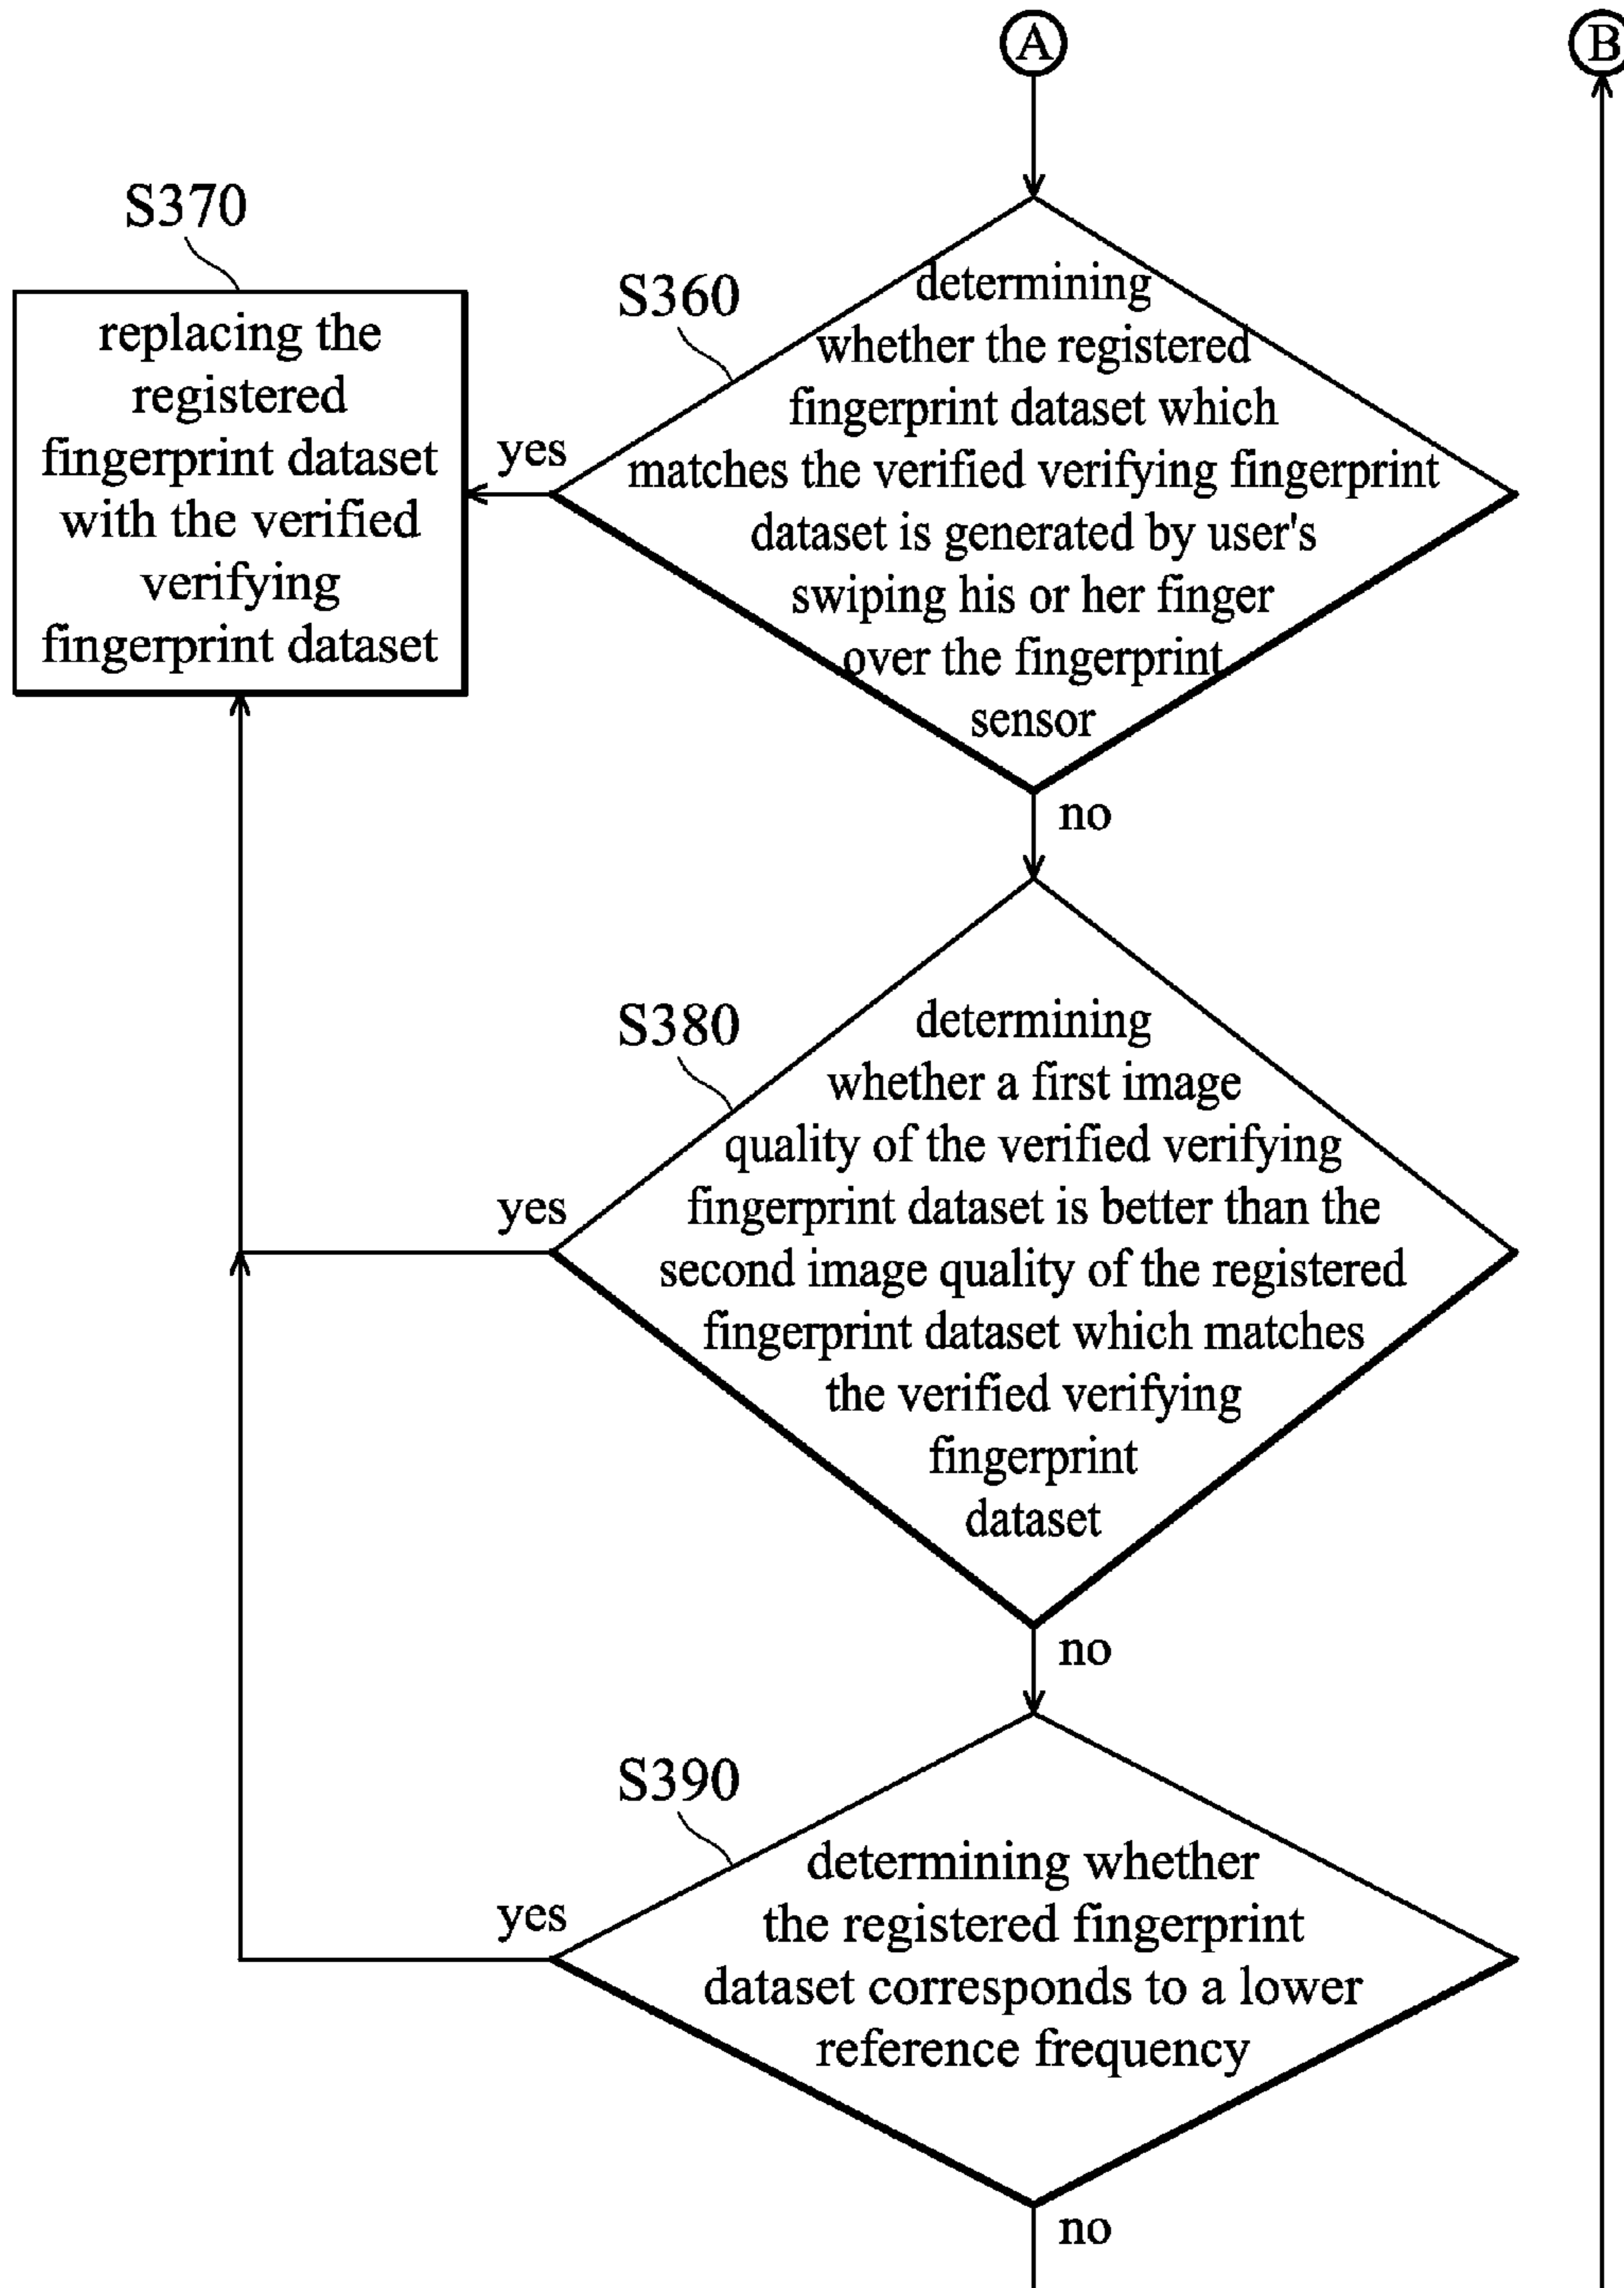 A
B
S370
replacing the
registered
fingerprint dataset
with the verified
verifying
fingerprint dataset
S360
determining
whether the registered
fingerprint dataset which
matches the verified verifying fingerprint
dataset is generated by user's
swiping his or her finger
over the fingerprint
sensor
yes
no
S380
determining
whether a first image
quality of the verified verifying
fingerprint dataset is better than the
second image quality of the registered
fingerprint dataset which matches
the verified verifying
fingerprint
dataset
yes
no
S390
determining whether
the registered fingerprint
dataset corresponds to a lower
reference frequency
yes
no